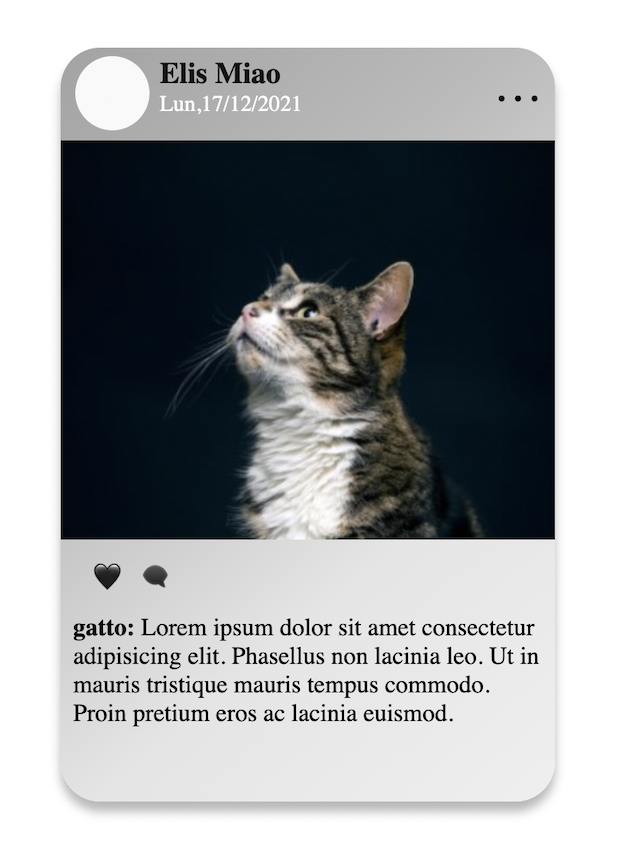 Elis Miao
Lun,17/12/2021
gatto: Lorem ipsum dolor sit amet consectetur
adipisicing elit. Phasellus non lacinia leo. Ut in
mauris tristique mauris tempus commodo.
Proin pretium eros ac lacinia euismod.